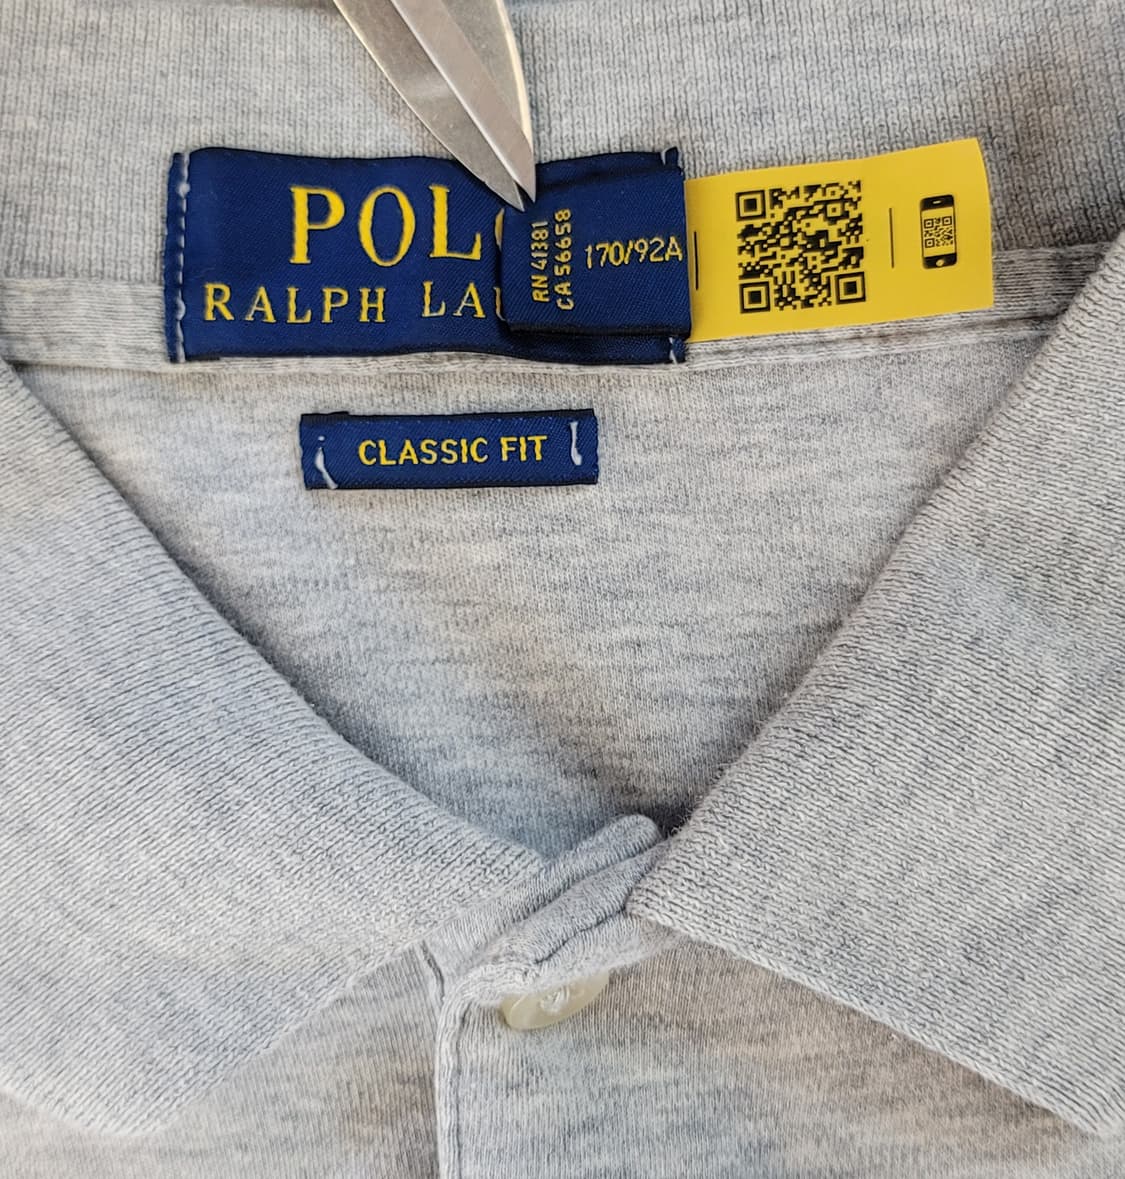 POL
RALPH LA
RN 41381
CA 56658
170/92A
CLASSIC FIT